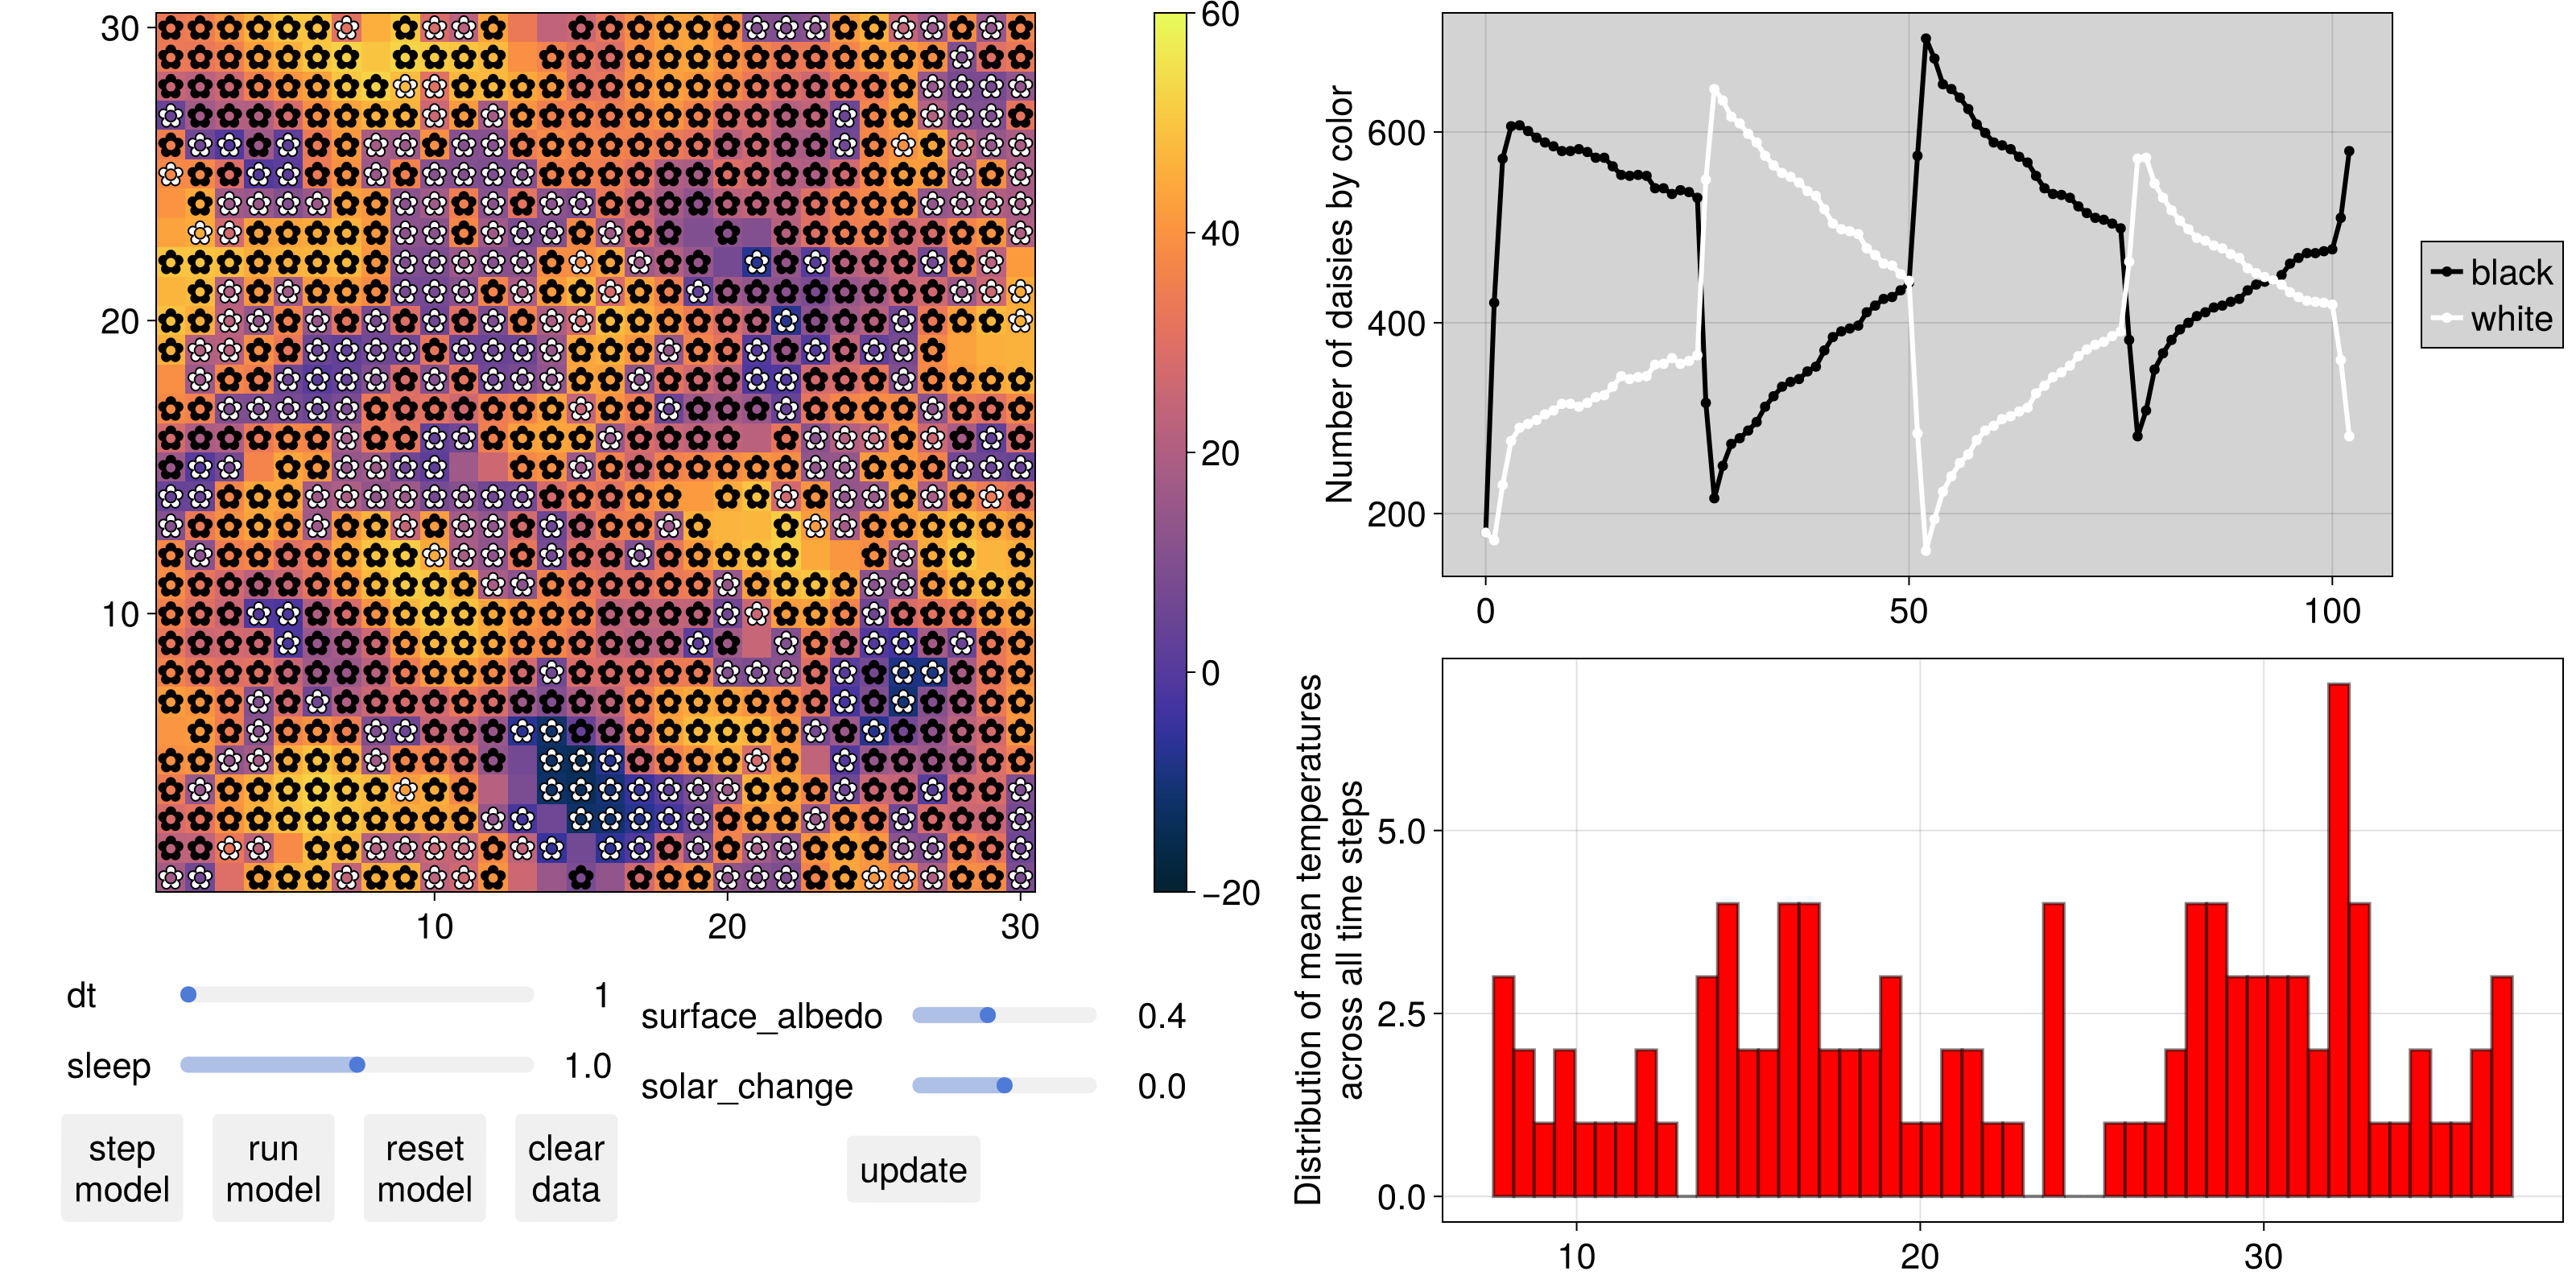 30
20
10
10
20
30
60
40
20
0
−20
Number of daisies by color
600
400
200
0
50
100
black
white
Distribution of mean temperatures
across all time steps
5.0
2.5
0.0
10
20
30
dt 1
sleep 1.0
surface_albedo 0.4
solar_change 0.0
step
model
run
model
reset
model
clear
data
update